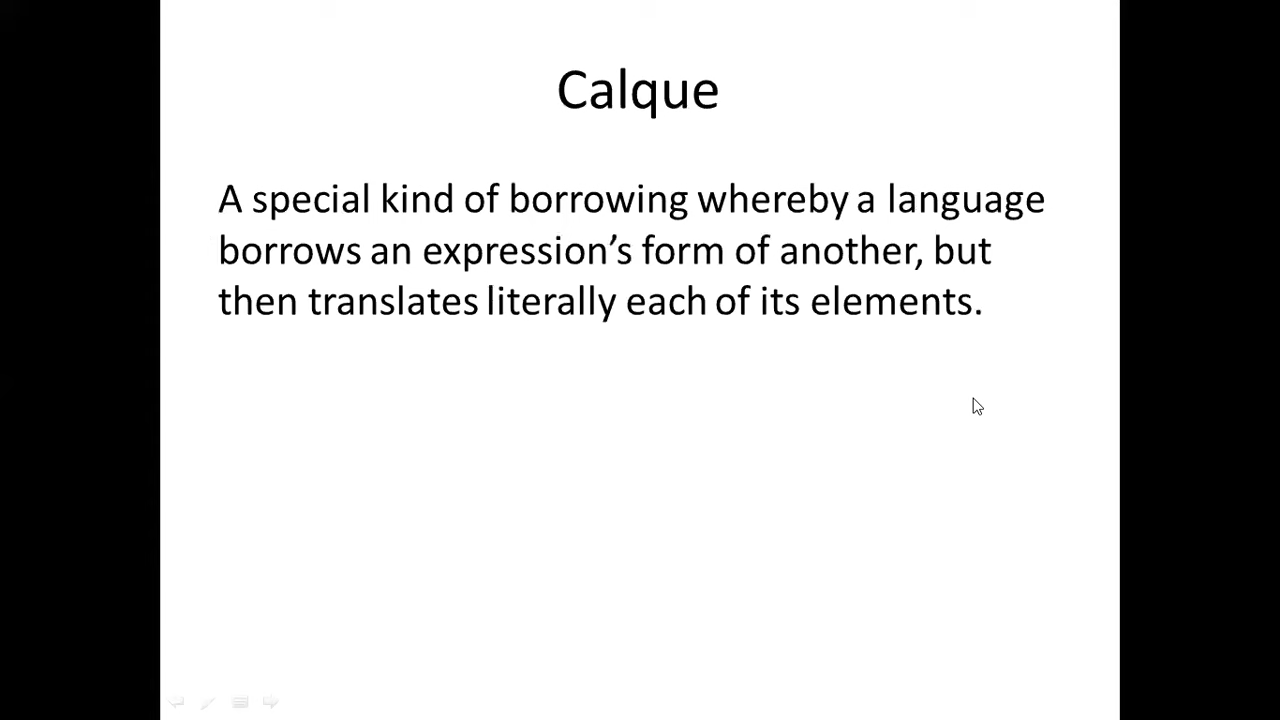 Calque
A special kind of borrowing whereby a language
borrows an expression’s form of another, but
then translates literally each of its elements.